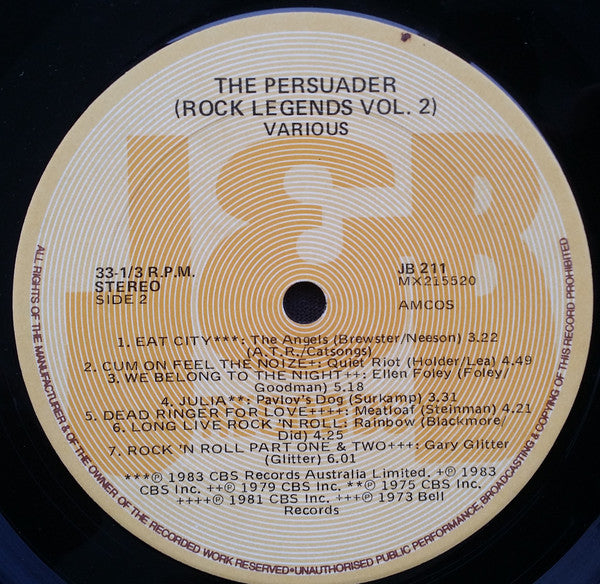 THE PERSUADER
(ROCK LEGENDS VOL. 2)
VARIOUS
J&B
33-1/3 R.P.M.
STEREO
SIDE 2
JB 211
MX215520
AMCOS
1. EAT CITY***: The Angels (Brewster/Neeson) 3.22
(A.T.R./Catsongs)
2. CUM ON FEEL THE NOIZE+: Quiet Riot (Holder/Lea) 4.49
3. WE BELONG TO THE NIGHT++: Ellen Foley (Foley/
Goodman) 5.18
4. JULIA**: Pavlov's Dog (Surkamp) 3.31
5. DEAD RINGER FOR LOVE++++: Meatloaf (Steinman) 4.21
6. LONG LIVE ROCK 'N ROLL: Rainbow (Blackmore/
Did) 4.25
7. ROCK 'N ROLL PART ONE & TWO+++: Gary Glitter
(Glitter) 6.01
***℗ 1983 CBS Records Australia Limited. +℗ 1983
CBS Inc. ++℗ 1979 CBS Inc. **℗ 1975 CBS Inc.
++++℗ 1981 CBS Inc. +++℗ 1973 Bell
Records
ALL RIGHTS OF THE MANUFACTURER & OF THE OWNER OF THE RECORDED WORK RESERVED•UNAUTHORISED PUBLIC PERFORMANCE, BROADCASTING & COPYING OF THIS RECORD PROHIBITED